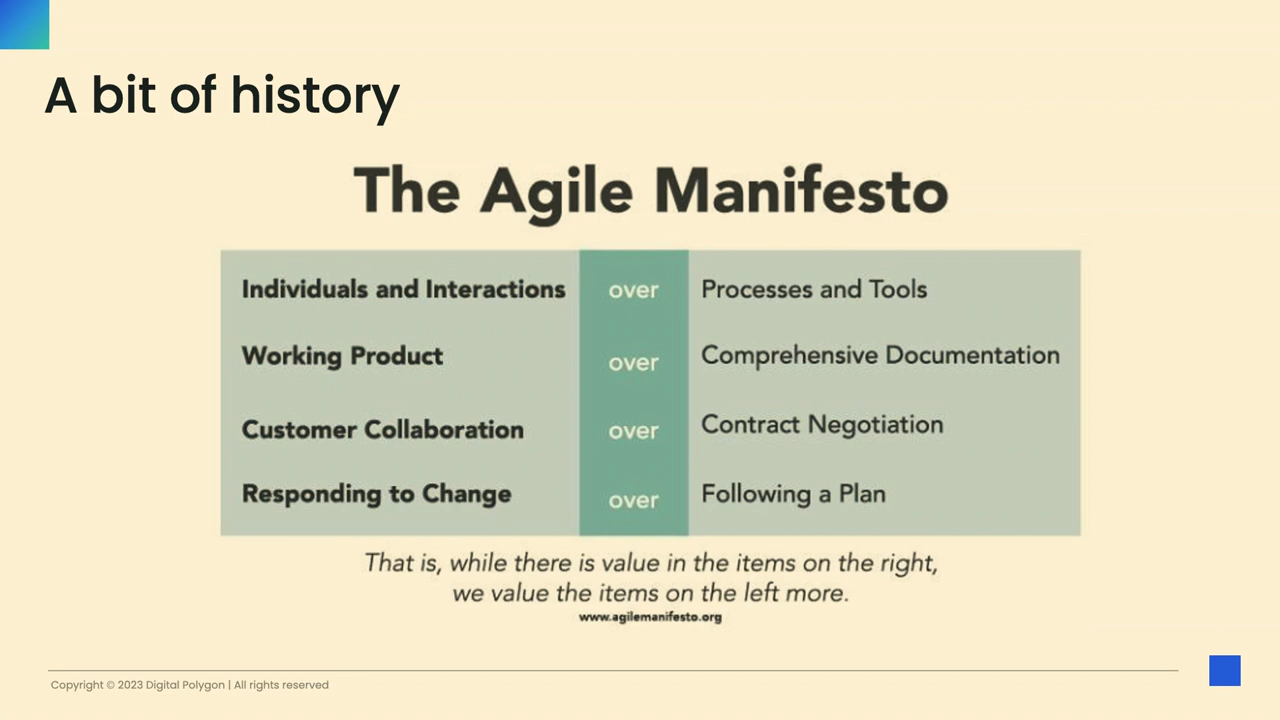 A bit of history
The Agile Manifesto
Individuals and Interactions over Processes and Tools
Working Product over Comprehensive Documentation
Customer Collaboration over Contract Negotiation
Responding to Change over Following a Plan
That is, while there is value in the items on the right,
we value the items on the left more.
www.agilemanifesto.org
Copyright © 2023 Digital Polygon | All rights reserved